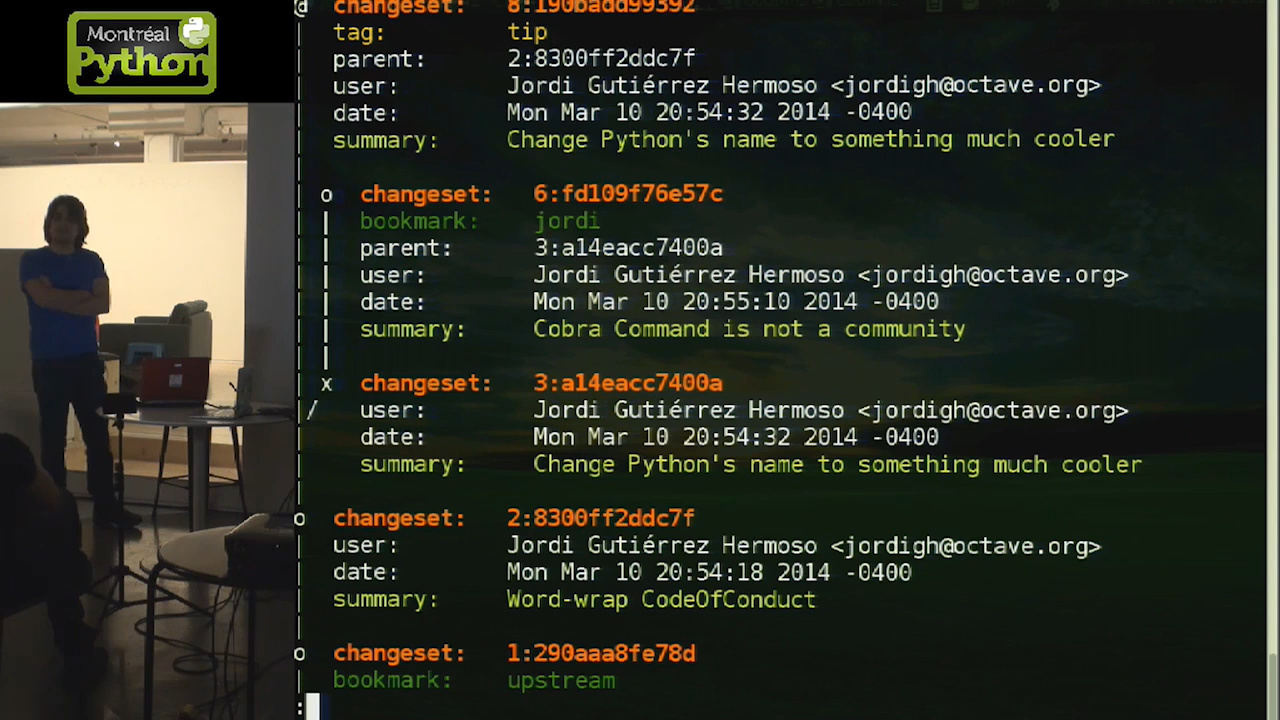 Montréal
Python
@ changeset: 8:190badd99392
| tag: tip
| parent: 2:8300ff2ddc7f
| user: Jordi Gutiérrez Hermoso <jordigh@octave.org>
| date: Mon Mar 10 20:54:32 2014 -0400
| summary: Change Python's name to something much cooler
|
| o changeset: 6:fd109f76e57c
| | bookmark: jordi
| | parent: 3:a14eacc7400a
| | user: Jordi Gutiérrez Hermoso <jordigh@octave.org>
| | date: Mon Mar 10 20:55:10 2014 -0400
| | summary: Cobra Command is not a community
| |
| x changeset: 3:a14eacc7400a
|/ user: Jordi Gutiérrez Hermoso <jordigh@octave.org>
| date: Mon Mar 10 20:54:32 2014 -0400
| summary: Change Python's name to something much cooler
|
o changeset: 2:8300ff2ddc7f
| user: Jordi Gutiérrez Hermoso <jordigh@octave.org>
| date: Mon Mar 10 20:54:18 2014 -0400
| summary: Word-wrap CodeOfConduct
|
o changeset: 1:290aaa8fe78d
| bookmark: upstream
: